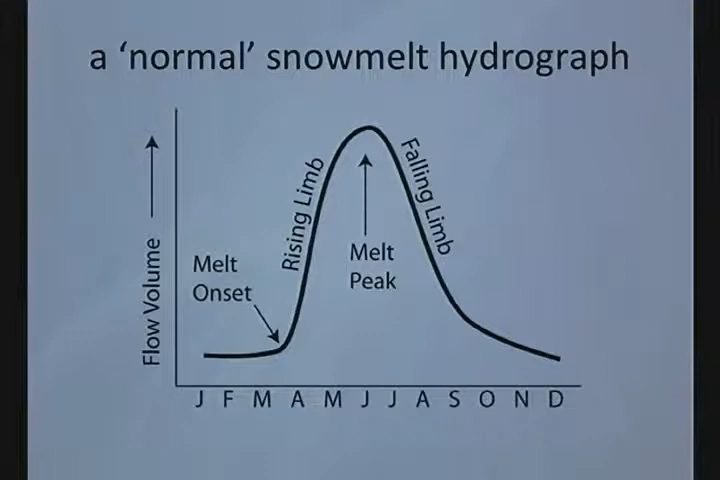 a ‘normal’ snowmelt hydrograph
Flow Volume
Melt
Onset
Rising Limb
Melt
Peak
Falling Limb
J F M A M J J A S O N D